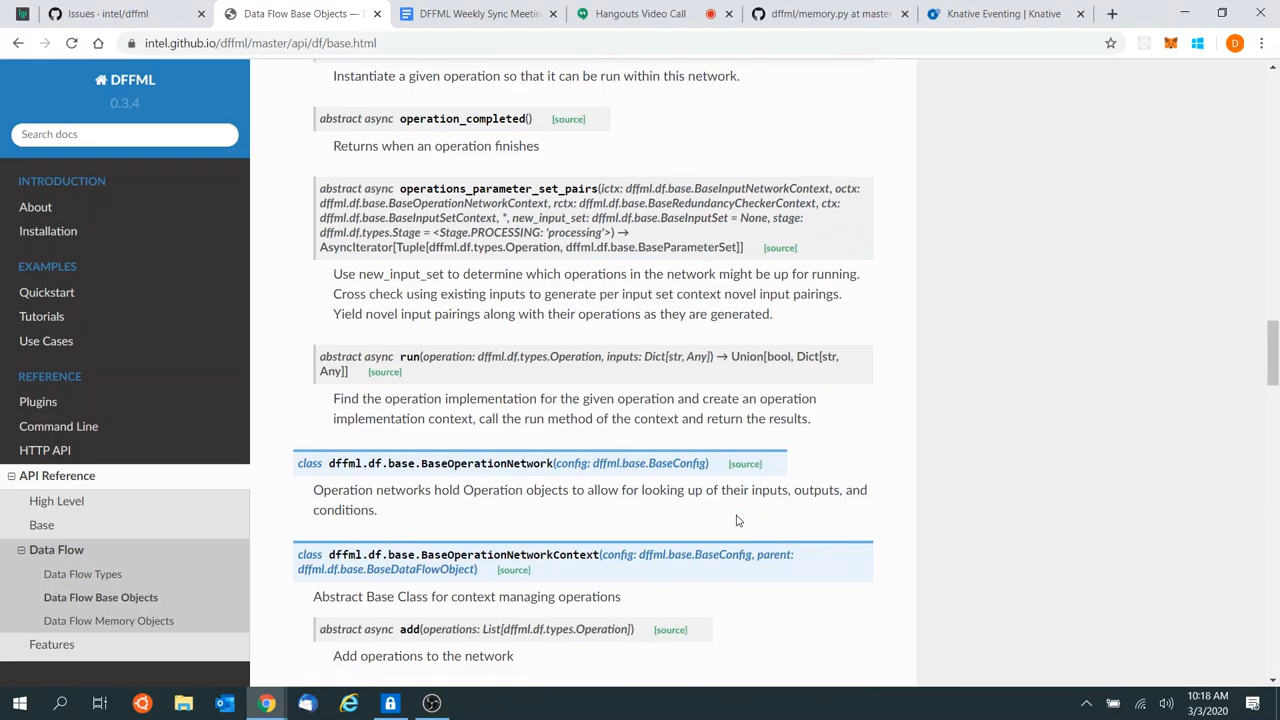 Issues · intel/dffml
Data Flow Base Objects —
DFFML Weekly Sync Meetin
Hangouts Video Call
dffml/memory.py at master
Knative Eventing | Knative
intel.github.io/dffml/master/api/df/base.html
D
DFFML
0.3.4
Search docs
INTRODUCTION
About
Installation
EXAMPLES
Quickstart
Tutorials
Use Cases
REFERENCE
Plugins
Command Line
HTTP API
API Reference
High Level
Base
Data Flow
Data Flow Types
Data Flow Base Objects
Data Flow Memory Objects
Features
Instantiate a given operation so that it can be run within this network.
abstract async operation_completed() [source]
Returns when an operation finishes
abstract async operations_parameter_set_pairs(ictx: dffml.df.base.BaseInputNetworkContext, octx:
dffml.df.base.BaseOperationNetworkContext, rctx: dffml.df.base.BaseRedundancyCheckerContext, ctx:
dffml.df.base.BaseInputSetContext, *, new_input_set: dffml.df.base.BaseInputSet = None, stage:
dffml.df.types.Stage = <Stage.PROCESSING: 'processing'>) →
AsyncIterator[Tuple[dffml.df.types.Operation, dffml.df.base.BaseParameterSet]] [source]
Use new_input_set to determine which operations in the network might be up for running.
Cross check using existing inputs to generate per input set context novel input pairings.
Yield novel input pairings along with their operations as they are generated.
abstract async run(operation: dffml.df.types.Operation, inputs: Dict[str, Any]) → Union[bool, Dict[str,
Any]] [source]
Find the operation implementation for the given operation and create an operation
implementation context, call the run method of the context and return the results.
class dffml.df.base.BaseOperationNetwork(config: dffml.base.BaseConfig) [source]
Operation networks hold Operation objects to allow for looking up of their inputs, outputs, and
conditions.
class dffml.df.base.BaseOperationNetworkContext(config: dffml.base.BaseConfig, parent:
dffml.df.base.BaseDataFlowObject) [source]
Abstract Base Class for context managing operations
abstract async add(operations: List[dffml.df.types.Operation]) [source]
Add operations to the network
10:18 AM
3/3/2020